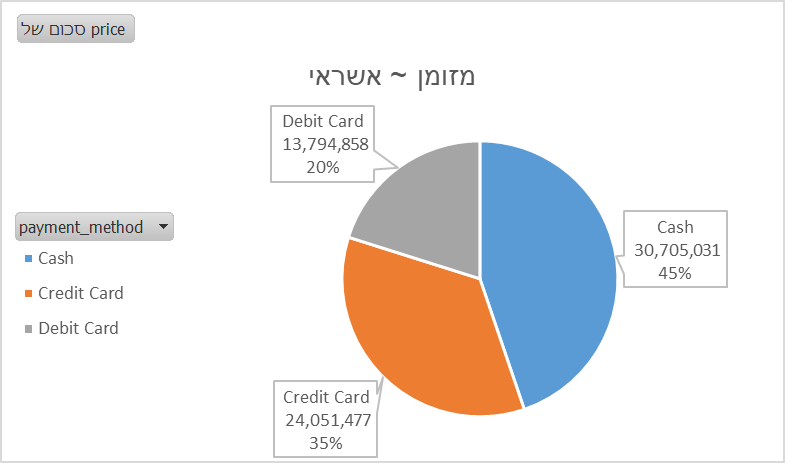 סכום של price
מזומן ~ אשראי
Debit Card
13,794,858
20%
Cash
30,705,031
45%
payment_method
Cash
Credit Card
Debit Card
Credit Card
24,051,477
35%